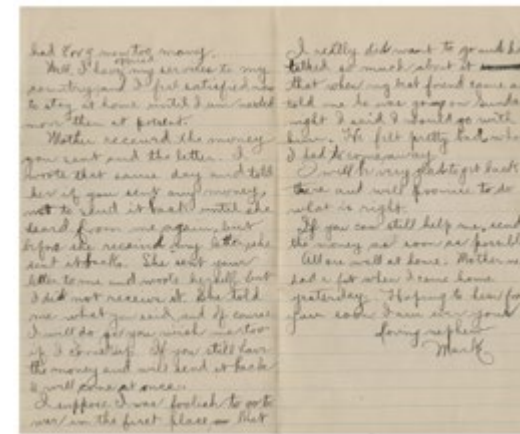 had now too many.
Well, I have offered my services to my
country and I feel satisfied now
to stay at home until I am needed
more than at present.
Mother received the money
you sent and the letter. I
wrote that same day and told
her if you sent any money,
not to send it back until she
heard from me again, but
before she received my letter she
sent it back. She sent your
letter to me and wrote herself but
I did not receive it. She told
me what you said, and of course
I will do as you wish me to
if I come up. If you still have
the money and will send it back
I will come at once.
I suppose I was foolish to go to
war in the first place but
I really did want to go and
talked so much about it
that when my best friend came and
told me he was going on Sunday
night I said I would go with
him. He felt pretty bad when
I had to come away.
I will be very glad to get back
there and will promise to do
what is right.
If you can still help me, send
the money as soon as possible
All are well at home. Mother
had a fit when I came home
yesterday. Hoping to hear from
you soon I am ever your
loving nephew
Mark